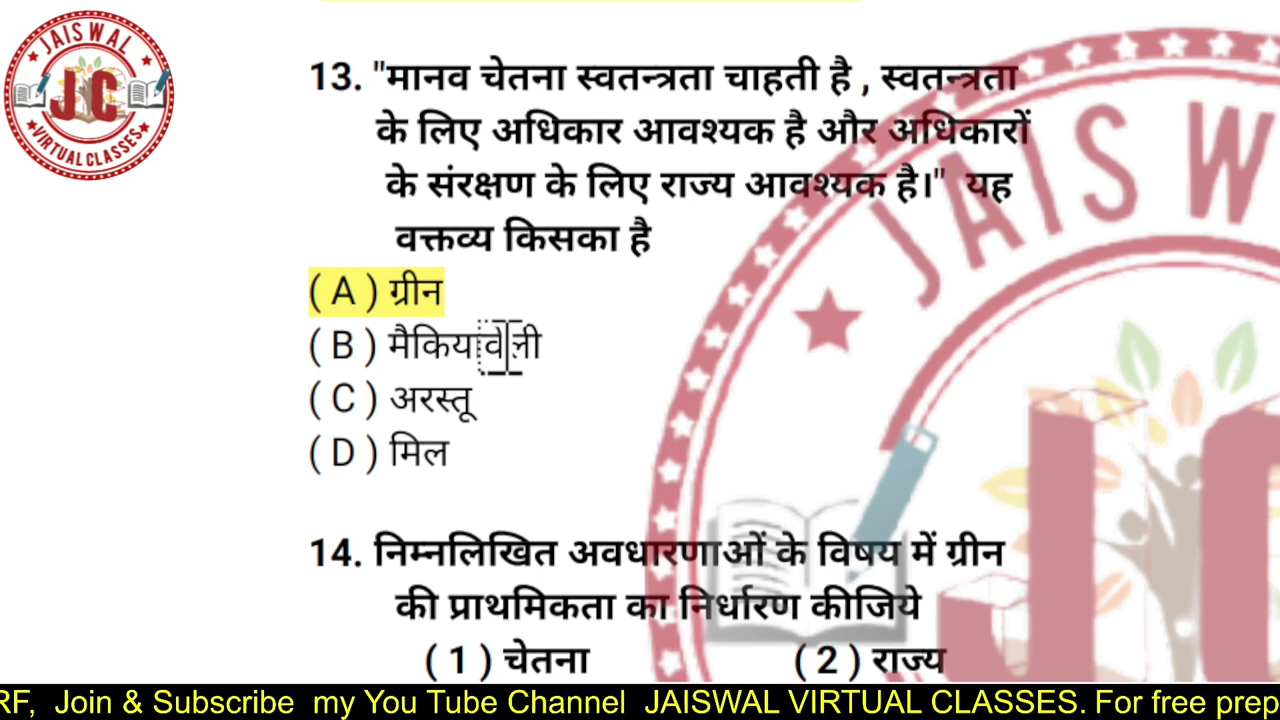 JAISWAL
JC
VIRTUAL CLASSES
13. "मानव चेतना स्वतन्त्रता चाहती है , स्वतन्त्रता
के लिए अधिकार आवश्यक है और अधिकारों
के संरक्षण के लिए राज्य आवश्यक है।" यह
वक्तव्य किसका है
( A ) ग्रीन
( B ) मैकियावेली
( C ) अरस्तू
( D ) मिल
14. निम्नलिखित अवधारणाओं के विषय में ग्रीन
की प्राथमिकता का निर्धारण कीजिये
( 1 ) चेतना ( 2 ) राज्य
JAISW
RF, Join & Subscribe my You Tube Channel JAISWAL VIRTUAL CLASSES. For free prep